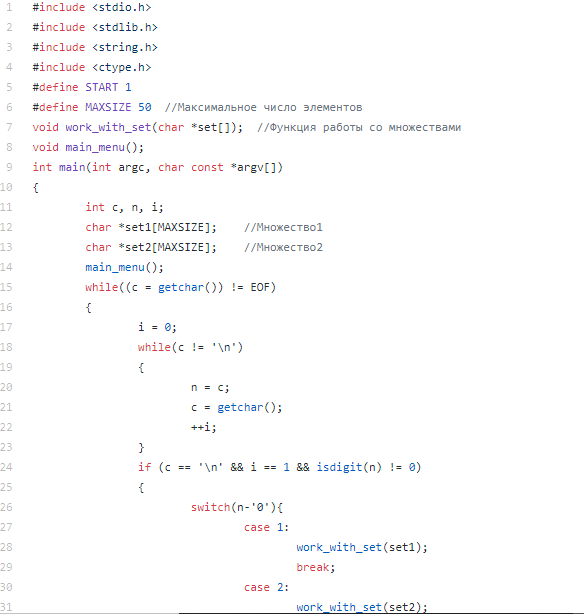 1 #include <stdio.h>
2 #include <stdlib.h>
3 #include <string.h>
4 #include <ctype.h>
5 #define START 1
6 #define MAXSIZE 50  //Максимальное число элементов
7 void work_with_set(char *set[]);  //Функция работы со множествами
8 void main_menu();
9 int main(int argc, char const *argv[])
10 {
11         int c, n, i;
12         char *set1[MAXSIZE];    //Множество1
13         char *set2[MAXSIZE];    //Множество2
14         main_menu();
15         while((c = getchar()) != EOF)
16         {
17                 i = 0;
18                 while(c != '\n')
19                 {
20                         n = c;
21                         c = getchar();
22                         ++i;
23                 }
24                 if (c == '\n' && i == 1 && isdigit(n) != 0)
25                 {
26                         switch(n-'0'){
27                                 case 1:
28                                         work_with_set(set1);
29                                         break;
30                                 case 2:
31                                         work_with_set(set2);